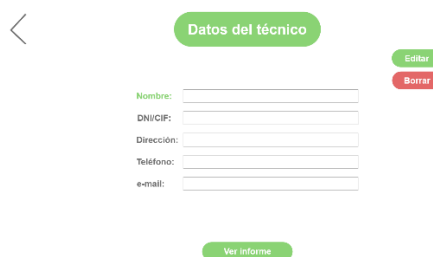 Datos del técnico
Editar
Borrar
Nombre:
DNI/CIF:
Dirección:
Teléfono:
e-mail:
Ver informe